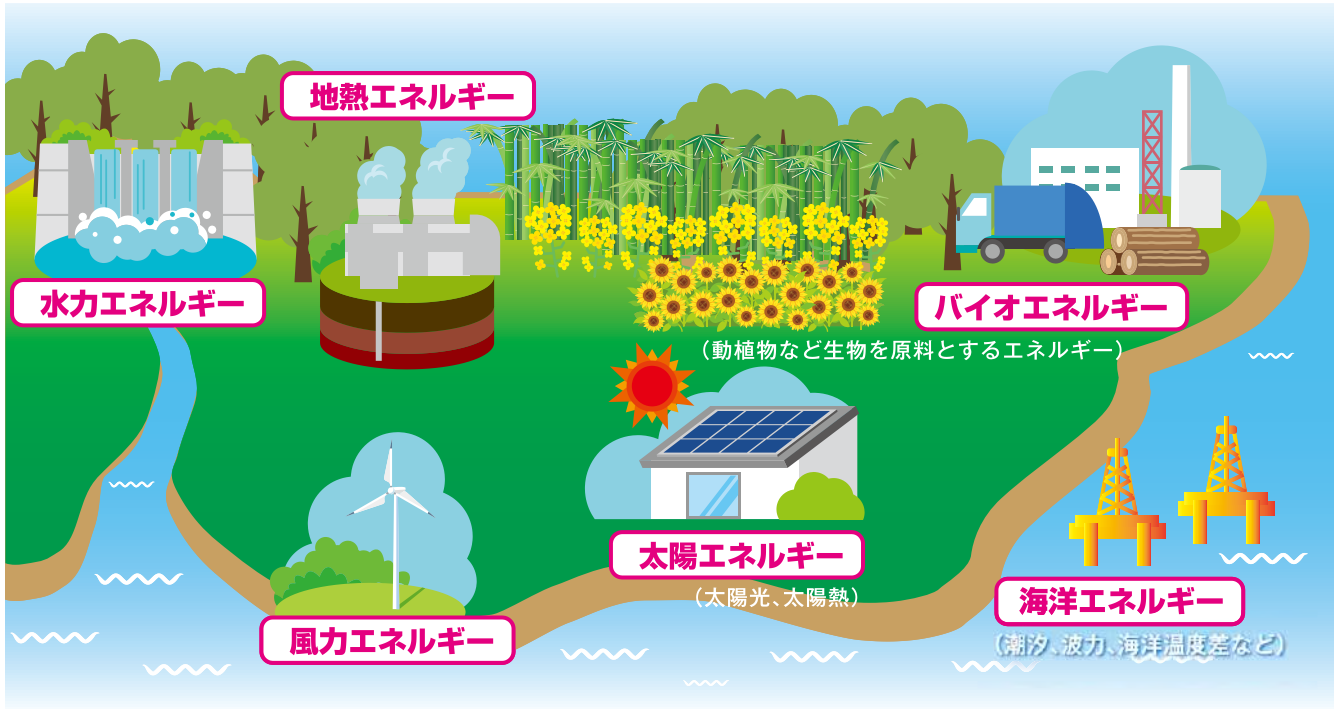 地熱エネルギー
水力エネルギー
バイオエネルギー
（動植物など生物を原料とするエネルギー）
太陽エネルギー
（太陽光、太陽熱）
海洋エネルギー
（潮汐、波力、海洋温度差など）
風力エネルギー